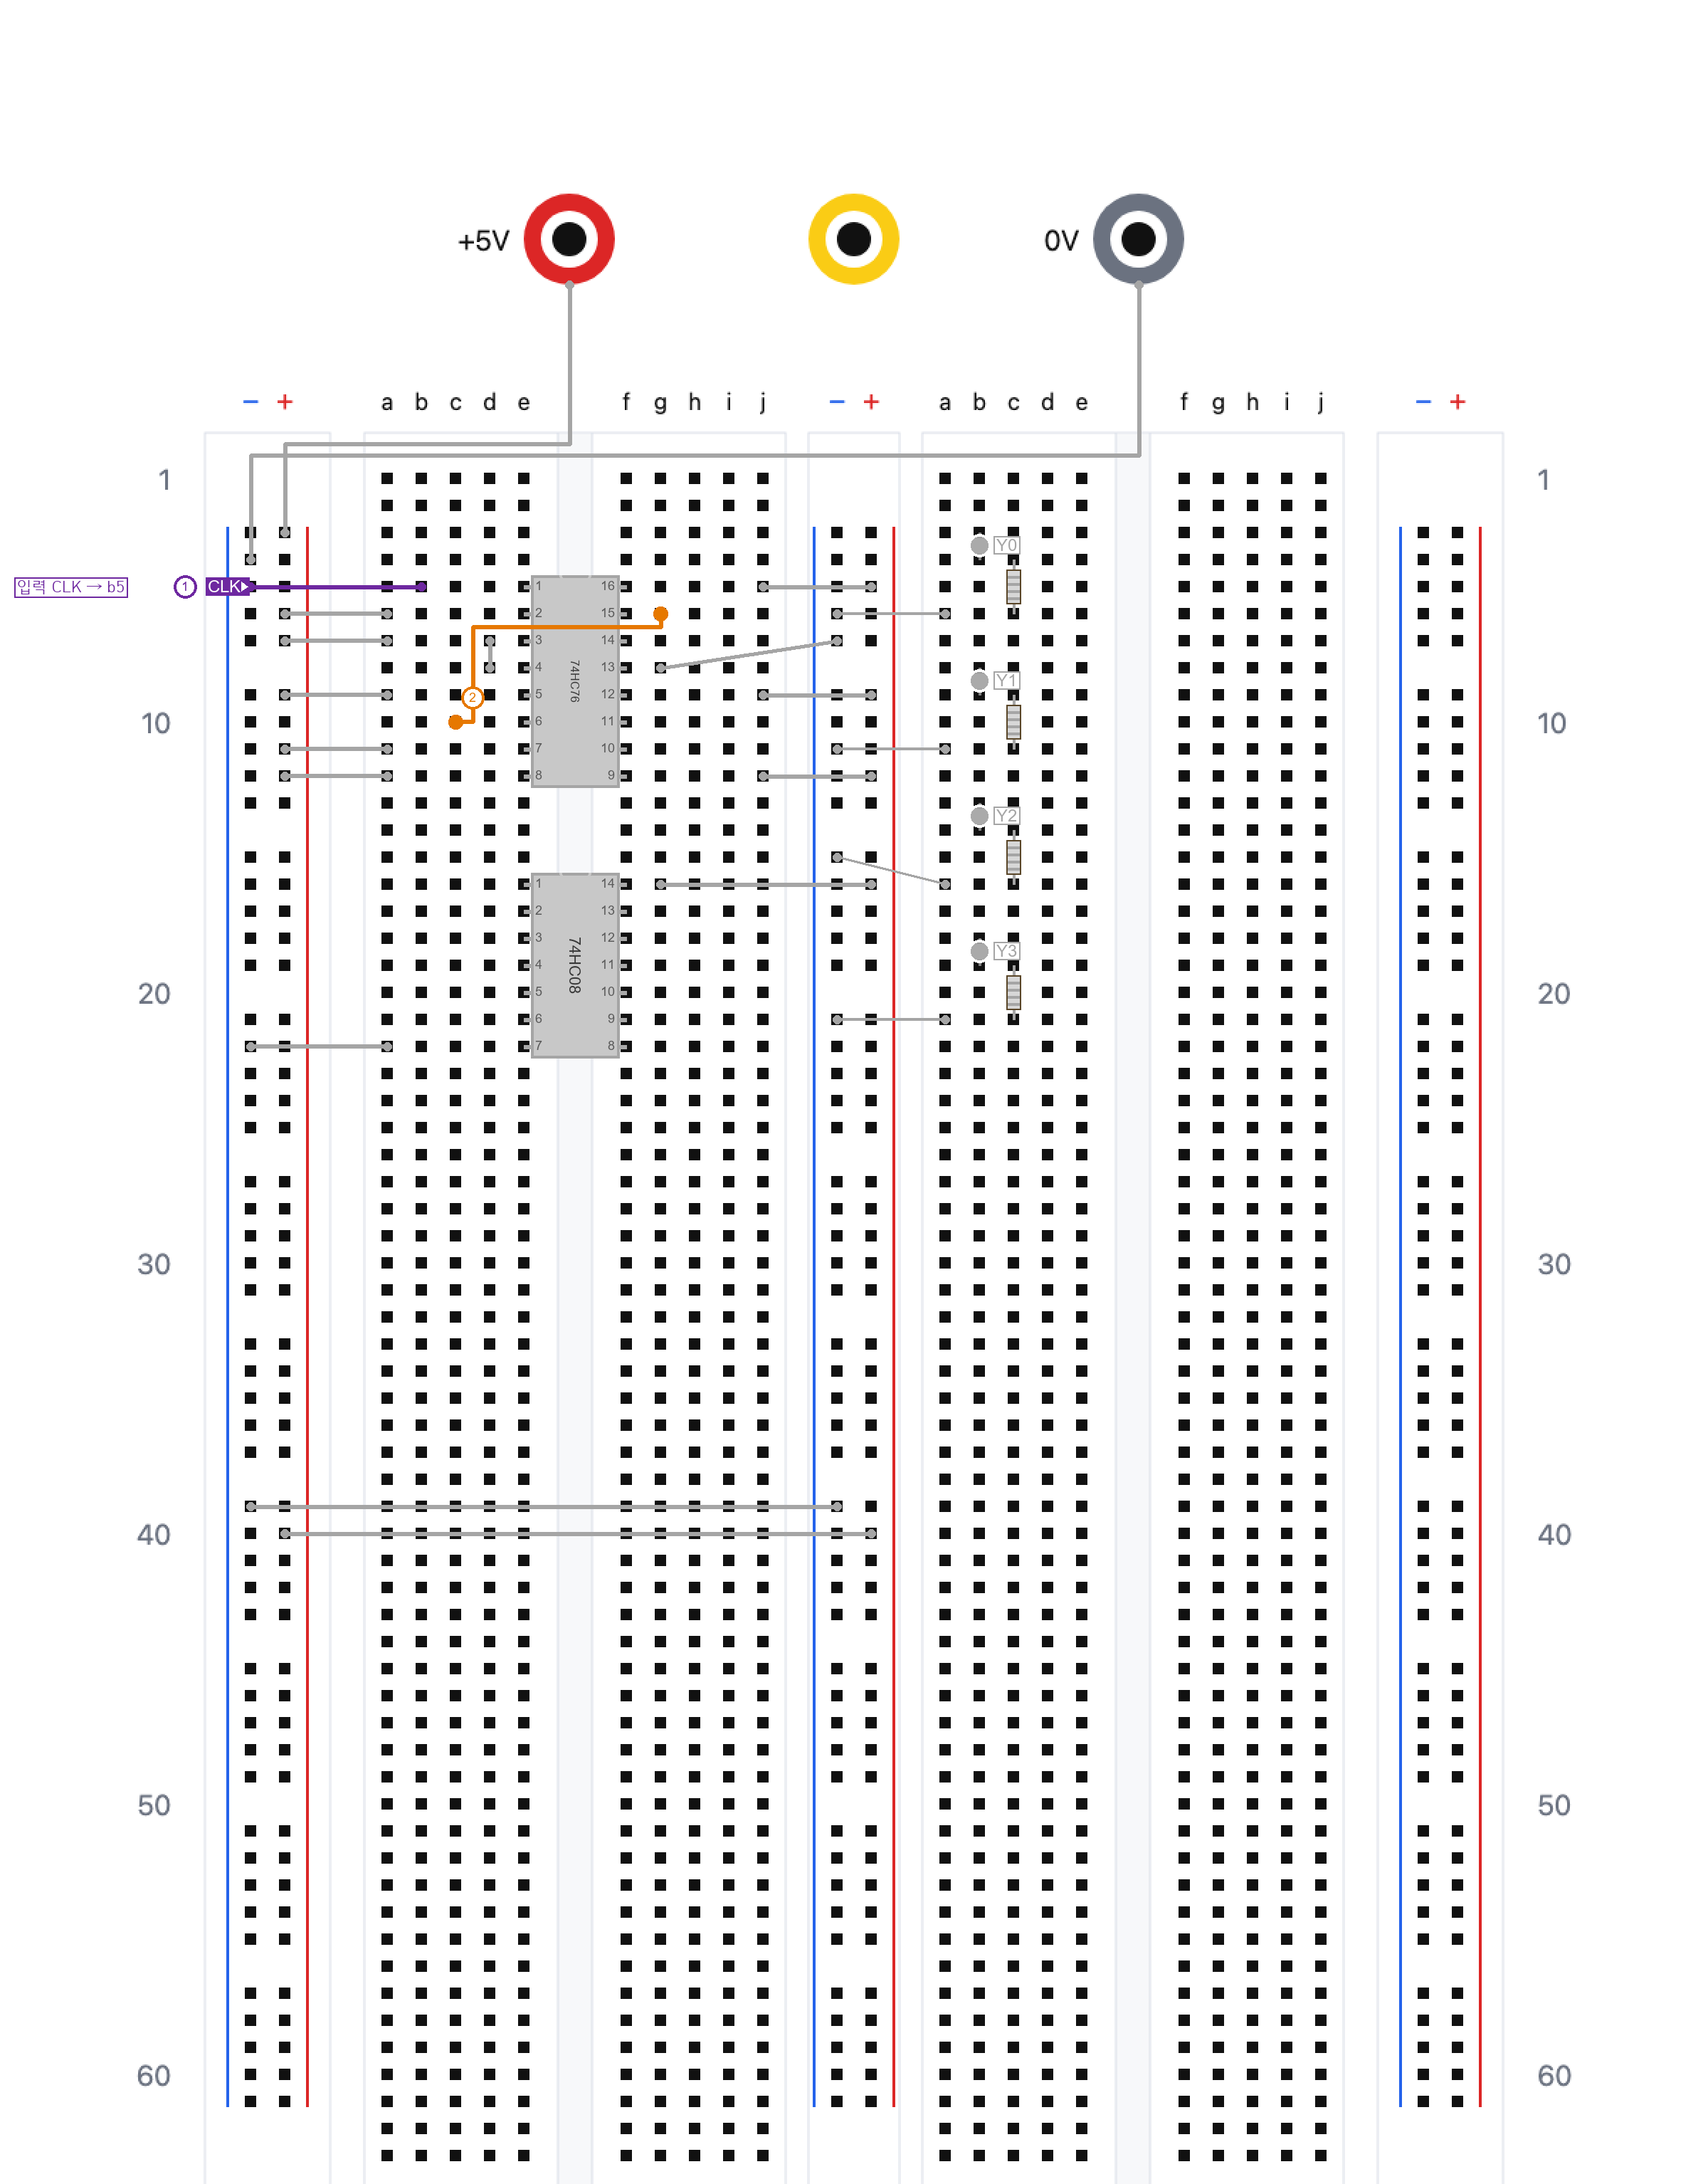 +5V
0V
− + a b c d e f g h i j − + a b c d e f g h i j − +
1 1
Y0
입력 CLK → b5 1 CLK 1 16
2 15
3 14
4 13 Y1
74HC76
2 5 12
10 6 11 10
7 10
8 9
Y2
1 14
2 13
3 12 Y3
74HC08
4 11
20 5 10 20
6 9
7 8
30 30
40 40
50 50
60 60